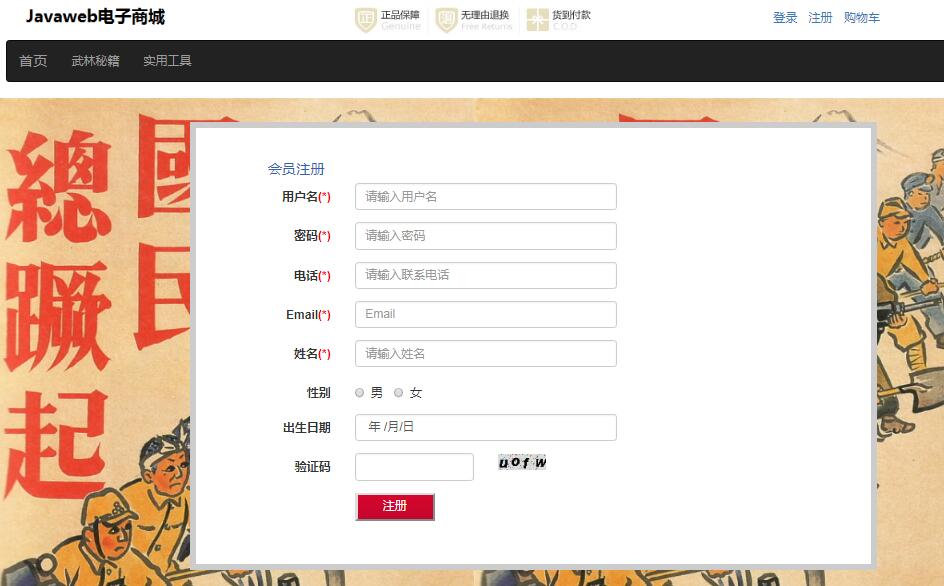 Javaweb电子商城
正品保障
Genuine
无理由退换
Free Returns
货到付款
C.O.D
登录 注册 购物车
首页 武林秘籍 实用工具
會员注册
用户名(*) 请输入用户名
密码(*) 请输入密码
电话(*) 请输入联系电话
Email(*) Email
姓名(*) 请输入姓名
性别 男 女
出生日期 年 /月/日
验证码 uofw
注册
國民
總蹶起